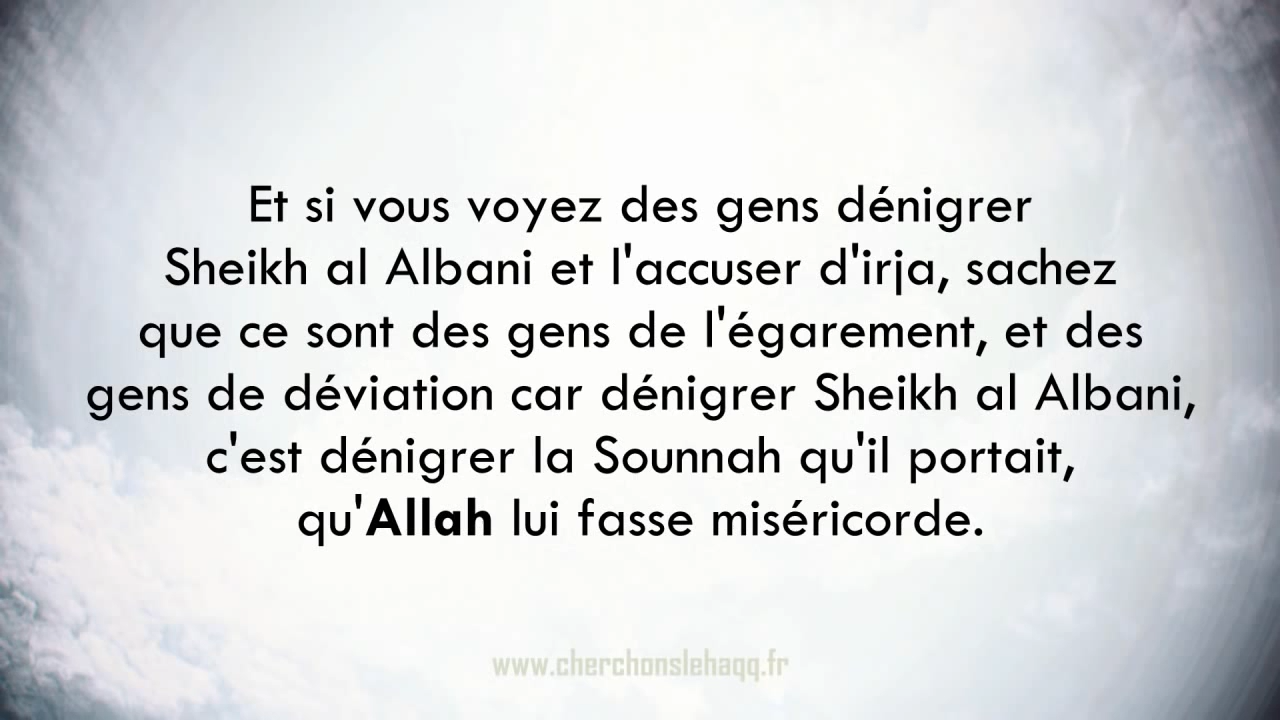 Et si vous voyez des gens dénigrer
Sheikh al Albani et l'accuser d'irja, sachez
que ce sont des gens de l'égarement, et des
gens de déviation car dénigrer Sheikh al Albani,
c'est dénigrer la Sounnah qu'il portait,
qu'Allah lui fasse miséricorde.
www.cherchonslehaqq.fr